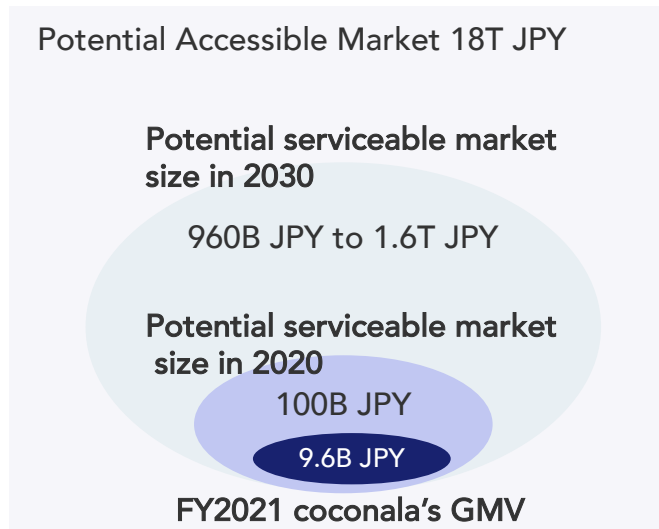 Potential Accessible Market 18T JPY
Potential serviceable market
size in 2030
960B JPY to 1.6T JPY
Potential serviceable market
size in 2020
100B JPY
9.6B JPY
FY2021 coconala's GMV